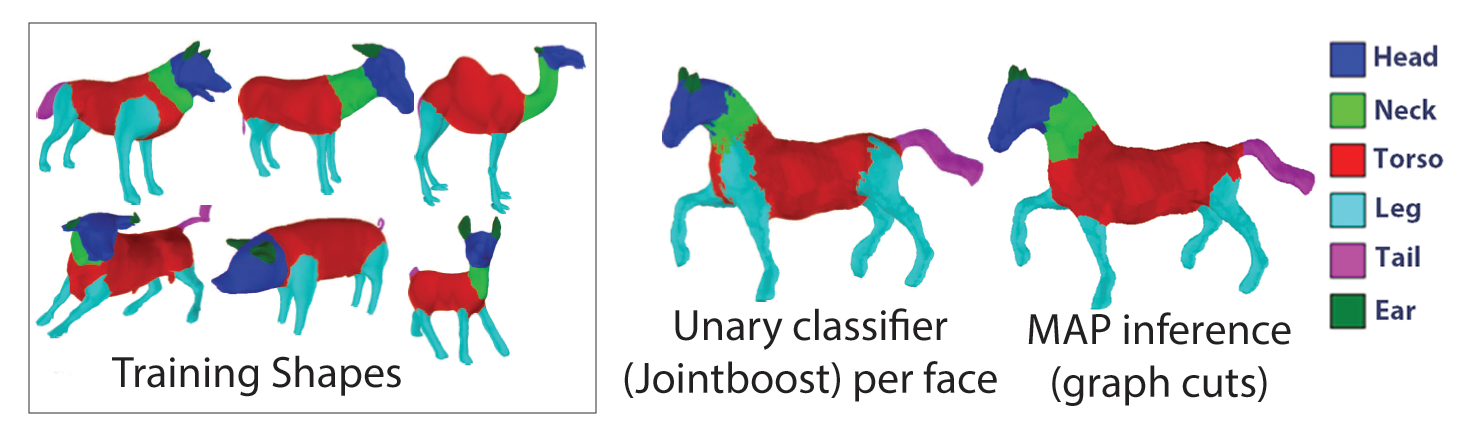 Training Shapes
Unary classifier
(Jointboost) per face
MAP inference
(graph cuts)
Head
Neck
Torso
Leg
Tail
Ear